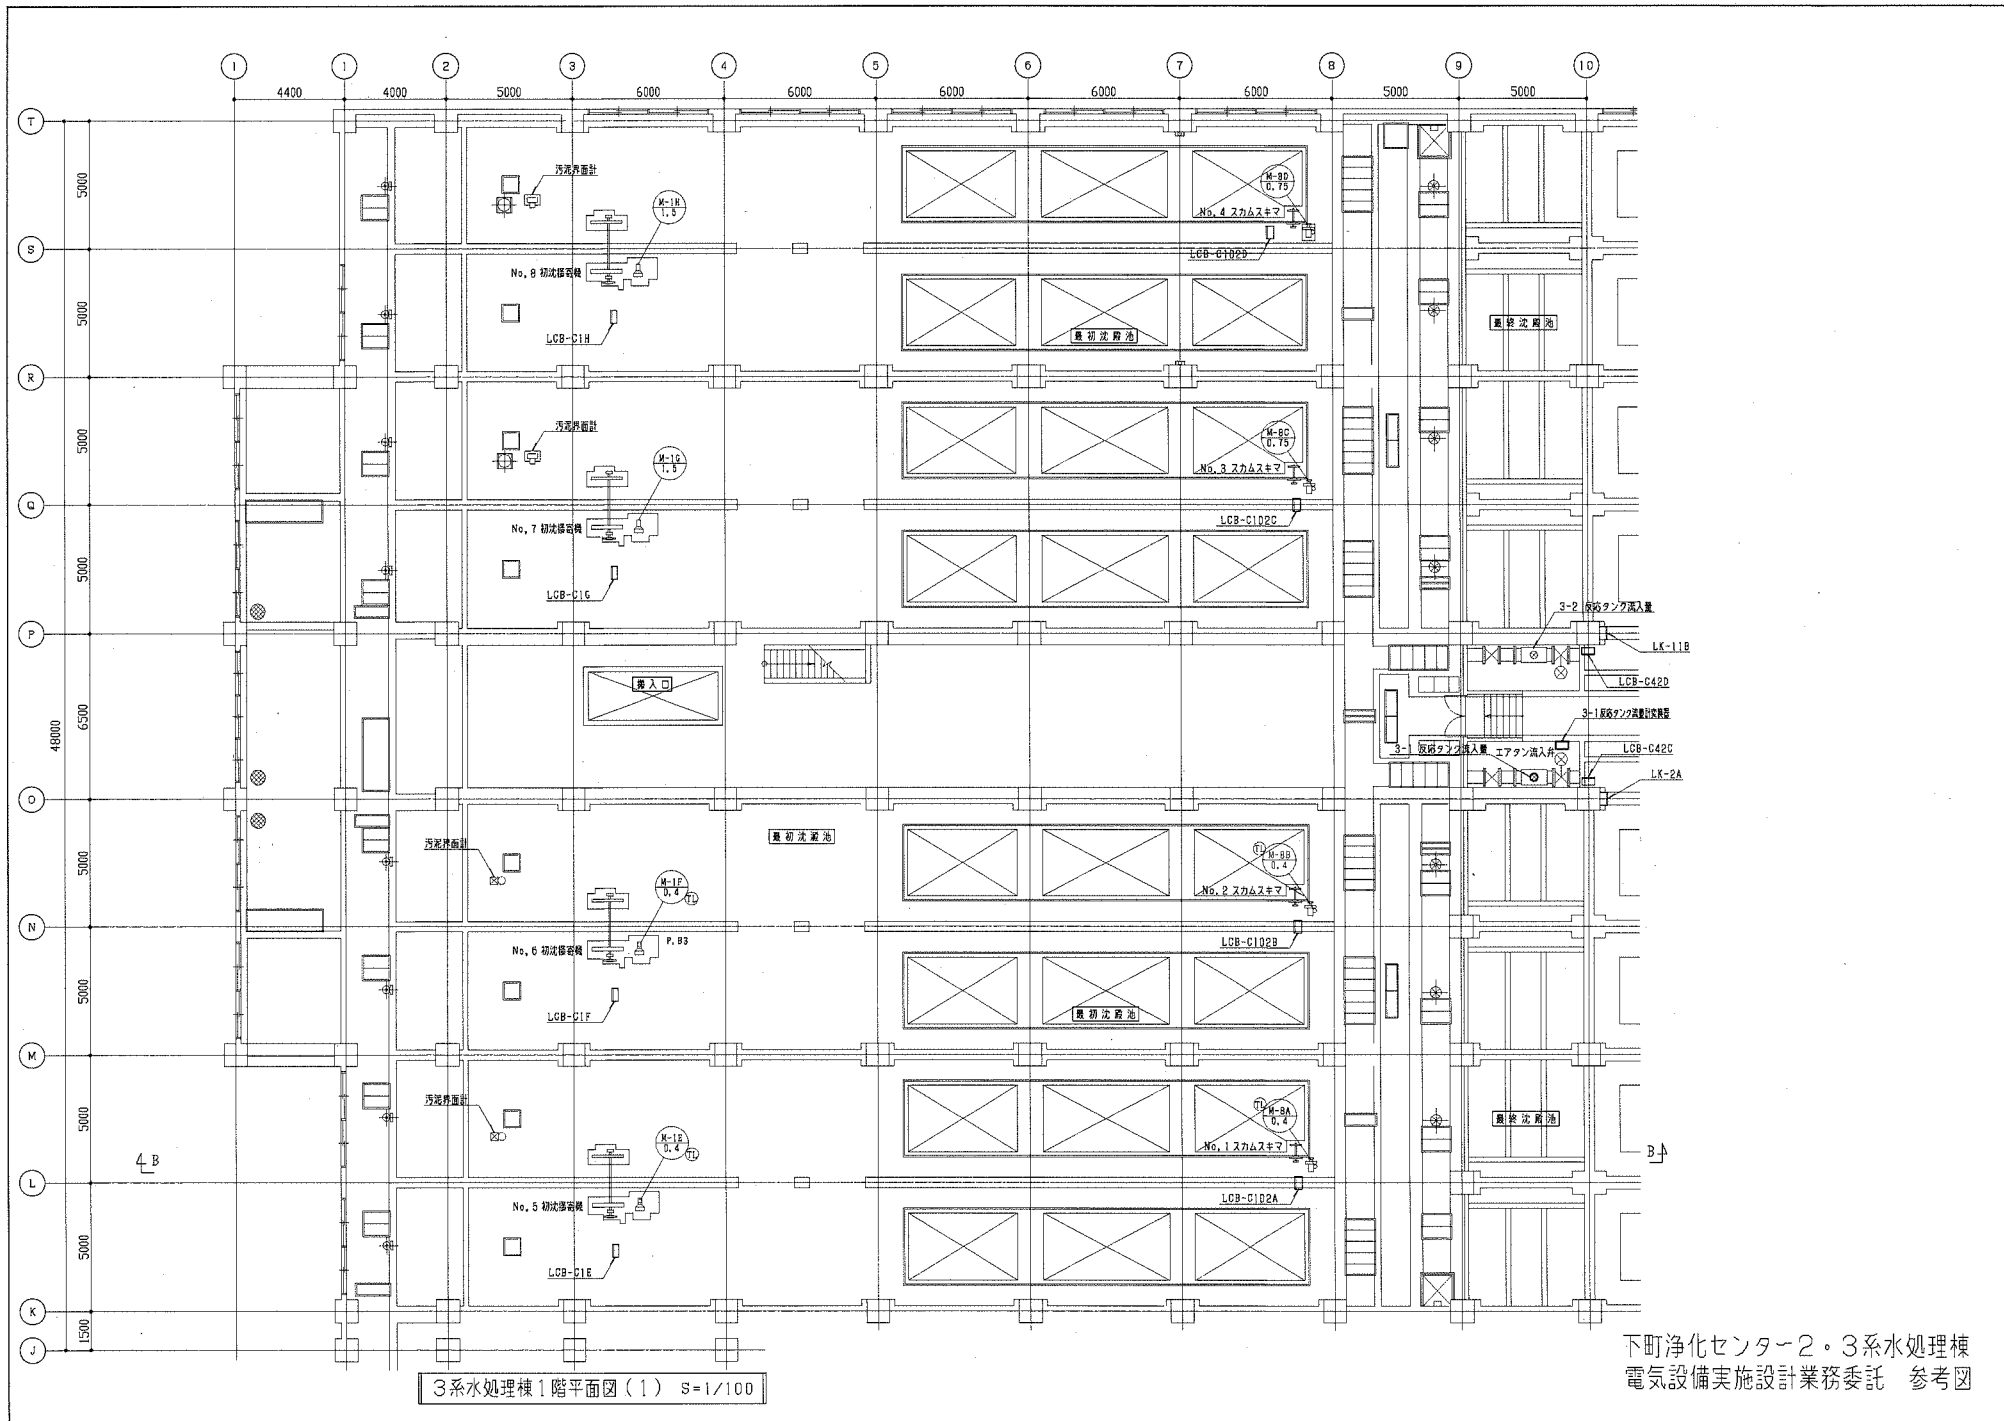 1 1 2 3 4 5 6 7 8 9 10
4400 4000 5000 6000 6000 6000 6000 6000 5000 5000
T
5000
汚泥界面計
M-1H
1.5
M-8D
0.75
No.4 スカムスキマ
S
LCB-C102D
No.8 初沈掻寄機
5000
LCB-C1H
最初沈殿池
最終沈殿池
R
汚泥界面計
5000
M-1G
1.5
M-8C
0.75
No.3 スカムスキマ
Q
No.7 初沈掻寄機
LCB-C102C
5000
LCB-C1G
3-2 反応タンク流入量
P
LK-11B
搬入口
LCB-C42D
48000
6500
3-1反応タンク流量計変換器
3-1 反応タンク流入量
エアタン流入弁
LCB-C42C
LK-2A
O
最初沈殿池
汚泥界面計
5000
TL
M-8B
0.4
M-1F
0.4
TL
No.2 スカムスキマ
N
P.B3
No.6 初沈掻寄機
LCB-C102B
5000
LCB-C1F
最初沈殿池
M
汚泥界面計
5000
TL
M-8A
0.4
最終沈殿池
M-1E
0.4
TL
No.1 スカムスキマ
B
B
L
LCB-C102A
No.5 初沈掻寄機
5000
LCB-C1E
K
1500
J
3系水処理棟1階平面図(1) S=1/100
下町浄化センター2・3系水処理棟
電気設備実施設計業務委託 参考図